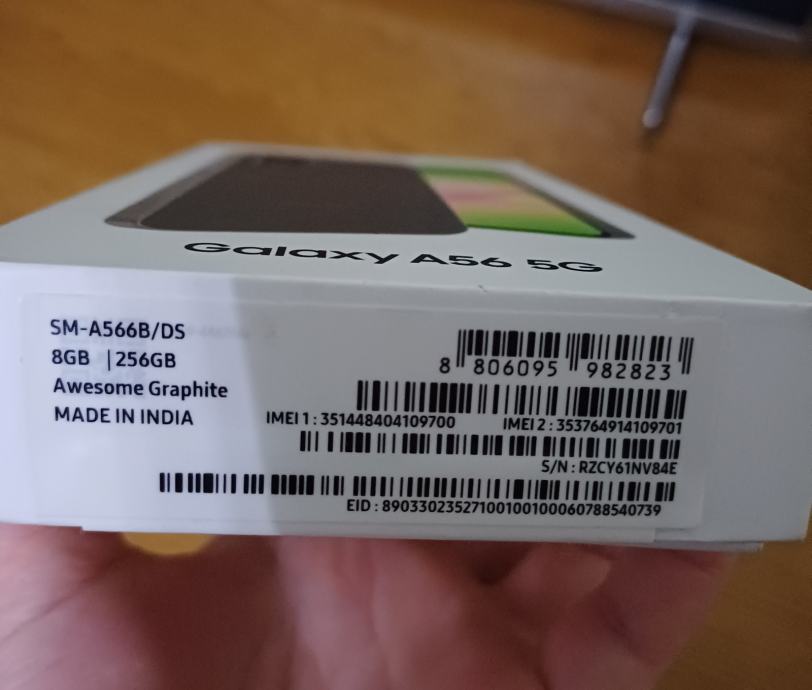 Galaxy A56 5G
SM-A566B/DS
8GB | 256GB
Awesome Graphite
MADE IN INDIA
8 806095 982823
IMEI 1 : 351448404109700 IMEI 2 : 353764914109701
S/N : RZCY61NV84E
EID : 89033023527100100100060788540739